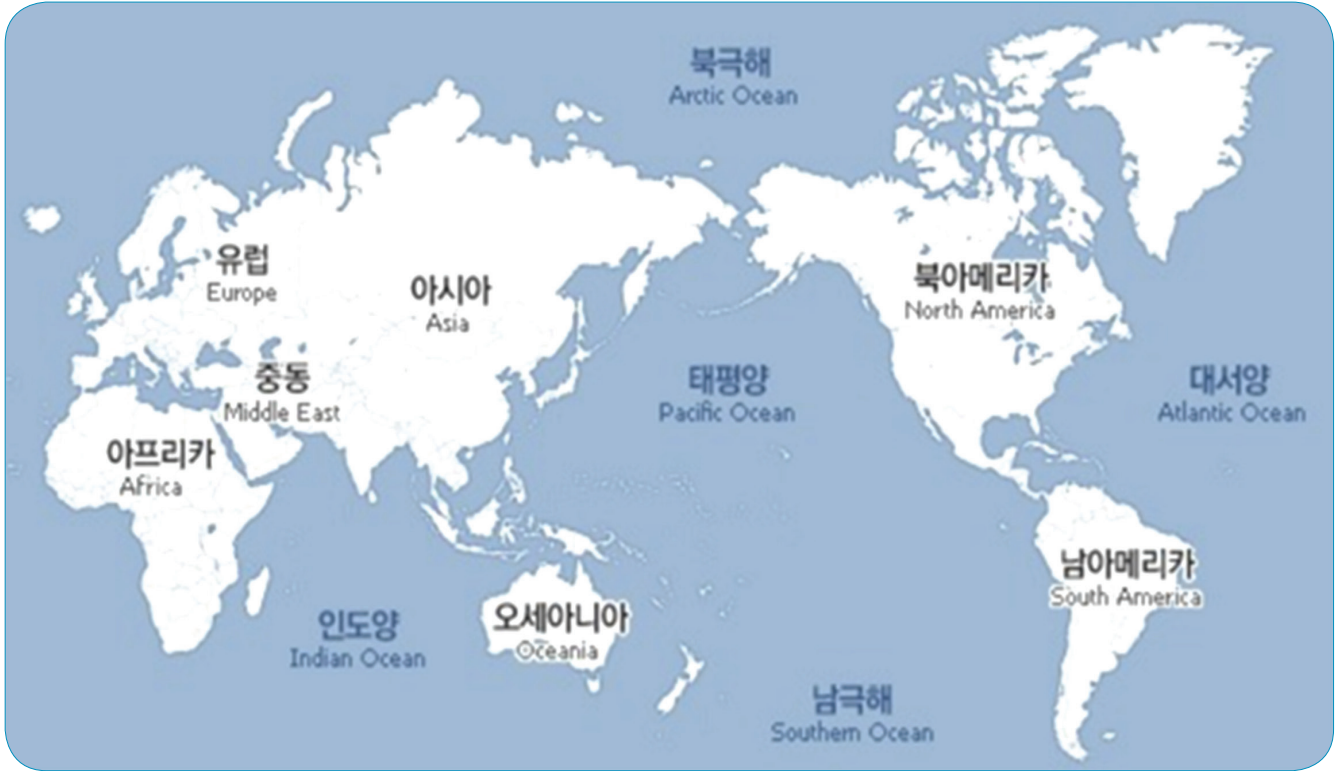 북극해
Arctic Ocean
유럽
Europe
아시아
Asia
북아메리카
North America
중동
Middle East
태평양
Pacific Ocean
대서양
Atlantic Ocean
아프리카
Africa
남아메리카
South America
인도양
Indian Ocean
오세아니아
Oceania
남극해
Southern Ocean